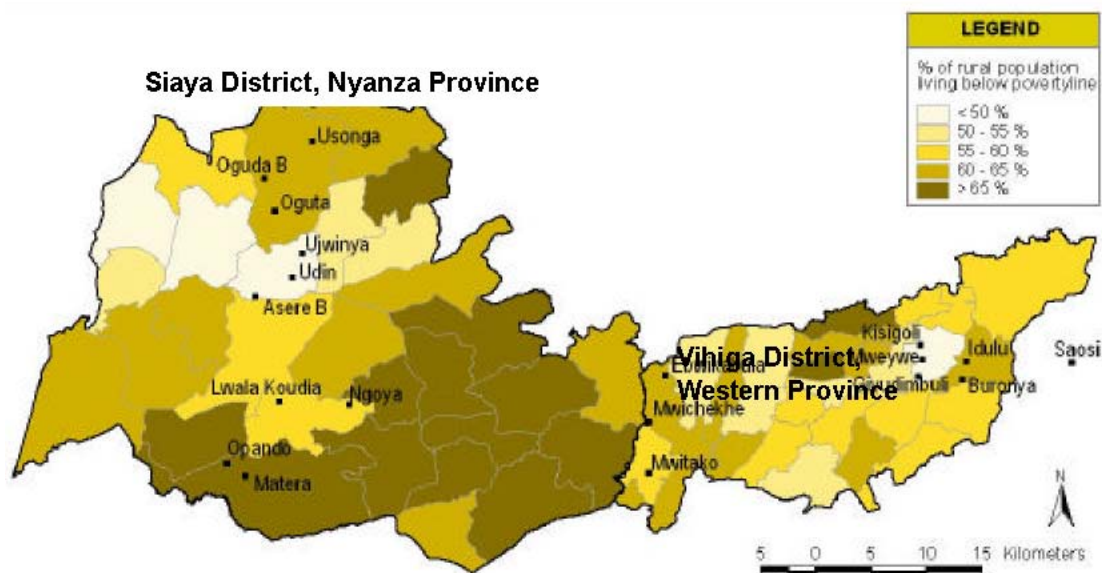 LEGEND
% of rural population
living below povertyline
< 50 %
50 - 55 %
55 - 60 %
60 - 65 %
> 65 %
Siaya District, Nyanza Province
Usonga
Oguda B
Oguta
Ujwinya
Udin
Asere B
Lwala Koudia
Ngoya
Opando
Matera
Vihiga District,
Western Province
Kisigoli
Mweywe
Idulu
Saosi
Buronya
Mwichekhe
Mwitako
N
5 0 5 10 15 Kilometers